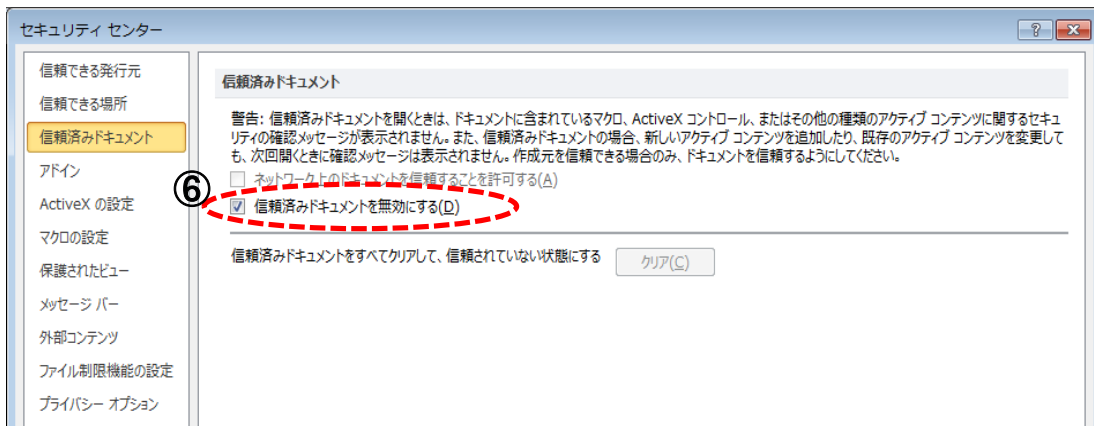 セキュリティ センター
信頼できる発行元
信頼できる場所
信頼済みドキュメント
アドイン
ActiveX の設定
マクロの設定
保護されたビュー
メッセージ バー
外部コンテンツ
ファイル制限機能の設定
プライバシー オプション
信頼済みドキュメント
警告: 信頼済みドキュメントを開くときは、ドキュメントに含まれているマクロ、ActiveX コントロール、またはその他の種類のアクティブ コンテンツに関するセキュ
リティの確認メッセージが表示されません。また、信頼済みドキュメントの場合、新しいアクティブ コンテンツを追加したり、既存のアクティブ コンテンツを変更して
も、次回開くときに確認メッセージは表示されません。作成元を信頼できる場合のみ、ドキュメントを信頼するようにしてください。
ネットワーク上のドキュメントを信頼することを許可する(A)
⑥
信頼済みドキュメントを無効にする(D)
信頼済みドキュメントをすべてクリアして、信頼されていない状態にする
クリア(C)